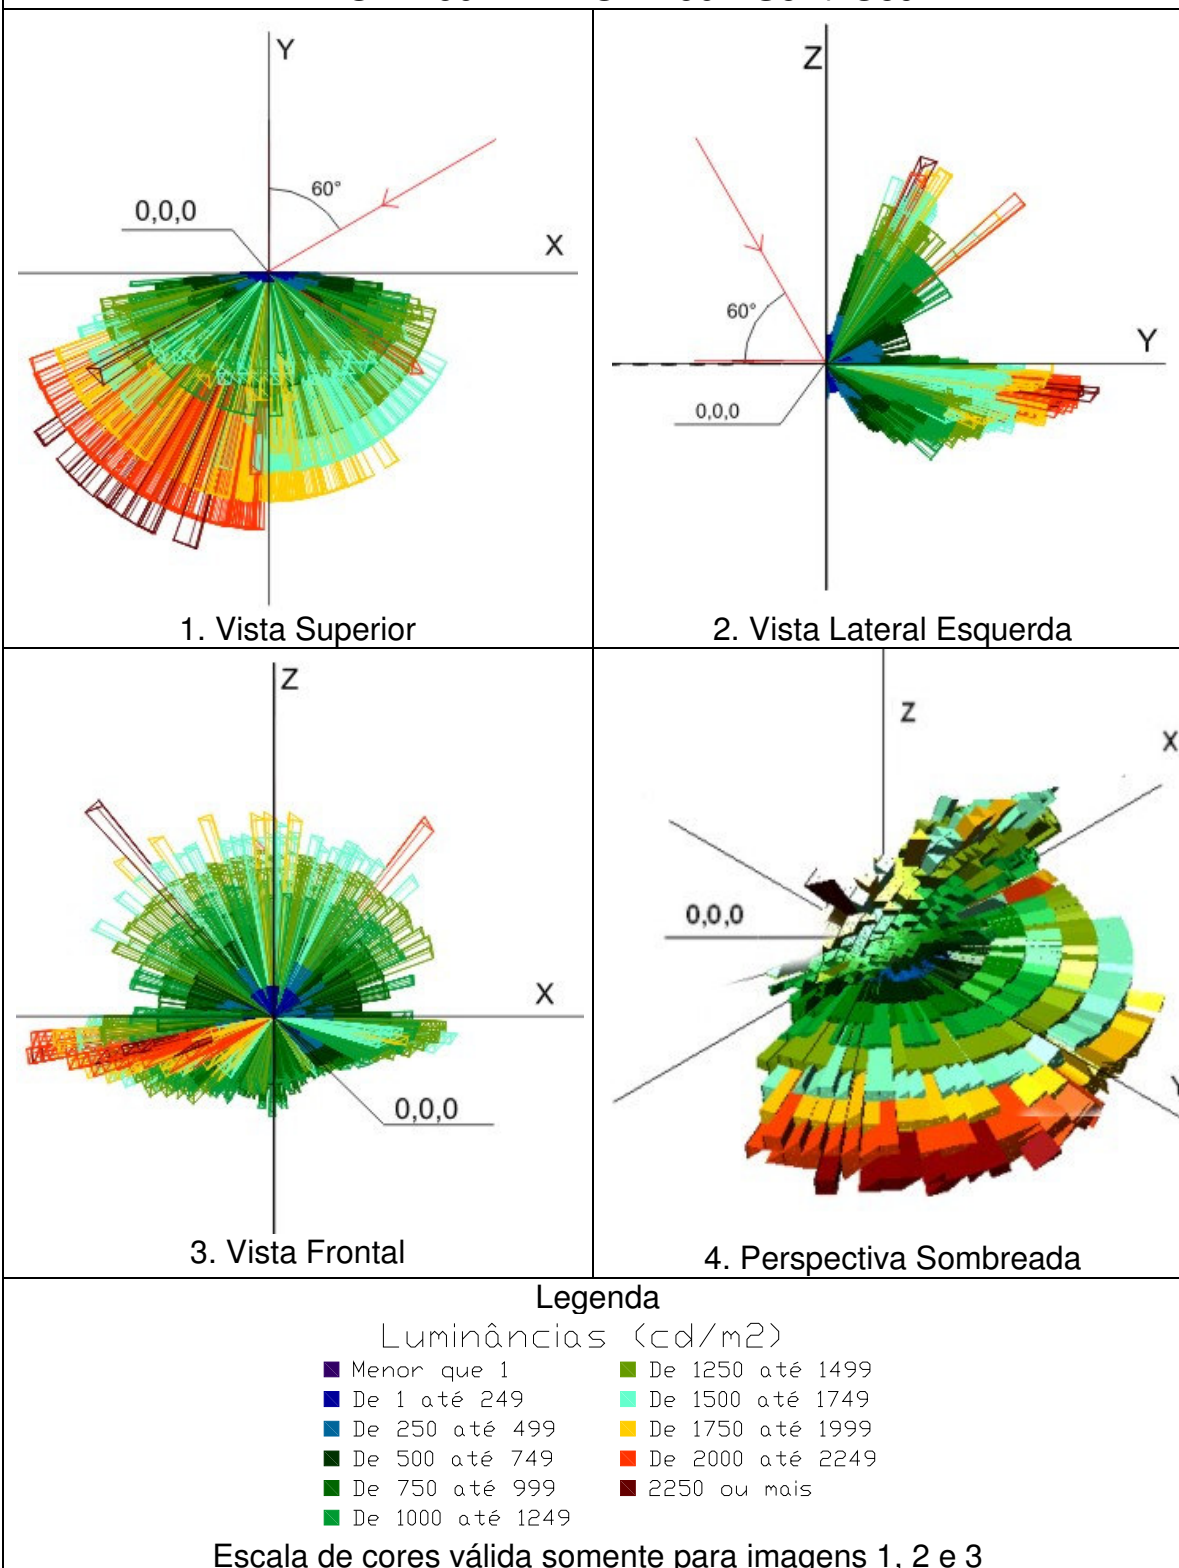 Y
60°
0,0,0
X
1. Vista Superior
Z
60°
Y
0,0,0
2. Vista Lateral Esquerda
Z
X
0,0,0
3. Vista Frontal
Z
X
0,0,0
4. Perspectiva Sombreada
Legenda
Luminâncias (cd/m2)
Menor que 1
De 1 até 249
De 250 até 499
De 500 até 749
De 750 até 999
De 1000 até 1249
De 1250 até 1499
De 1500 até 1749
De 1750 até 1999
De 2000 até 2249
2250 ou mais
Escala de cores válida somente para imagens 1, 2 e 3